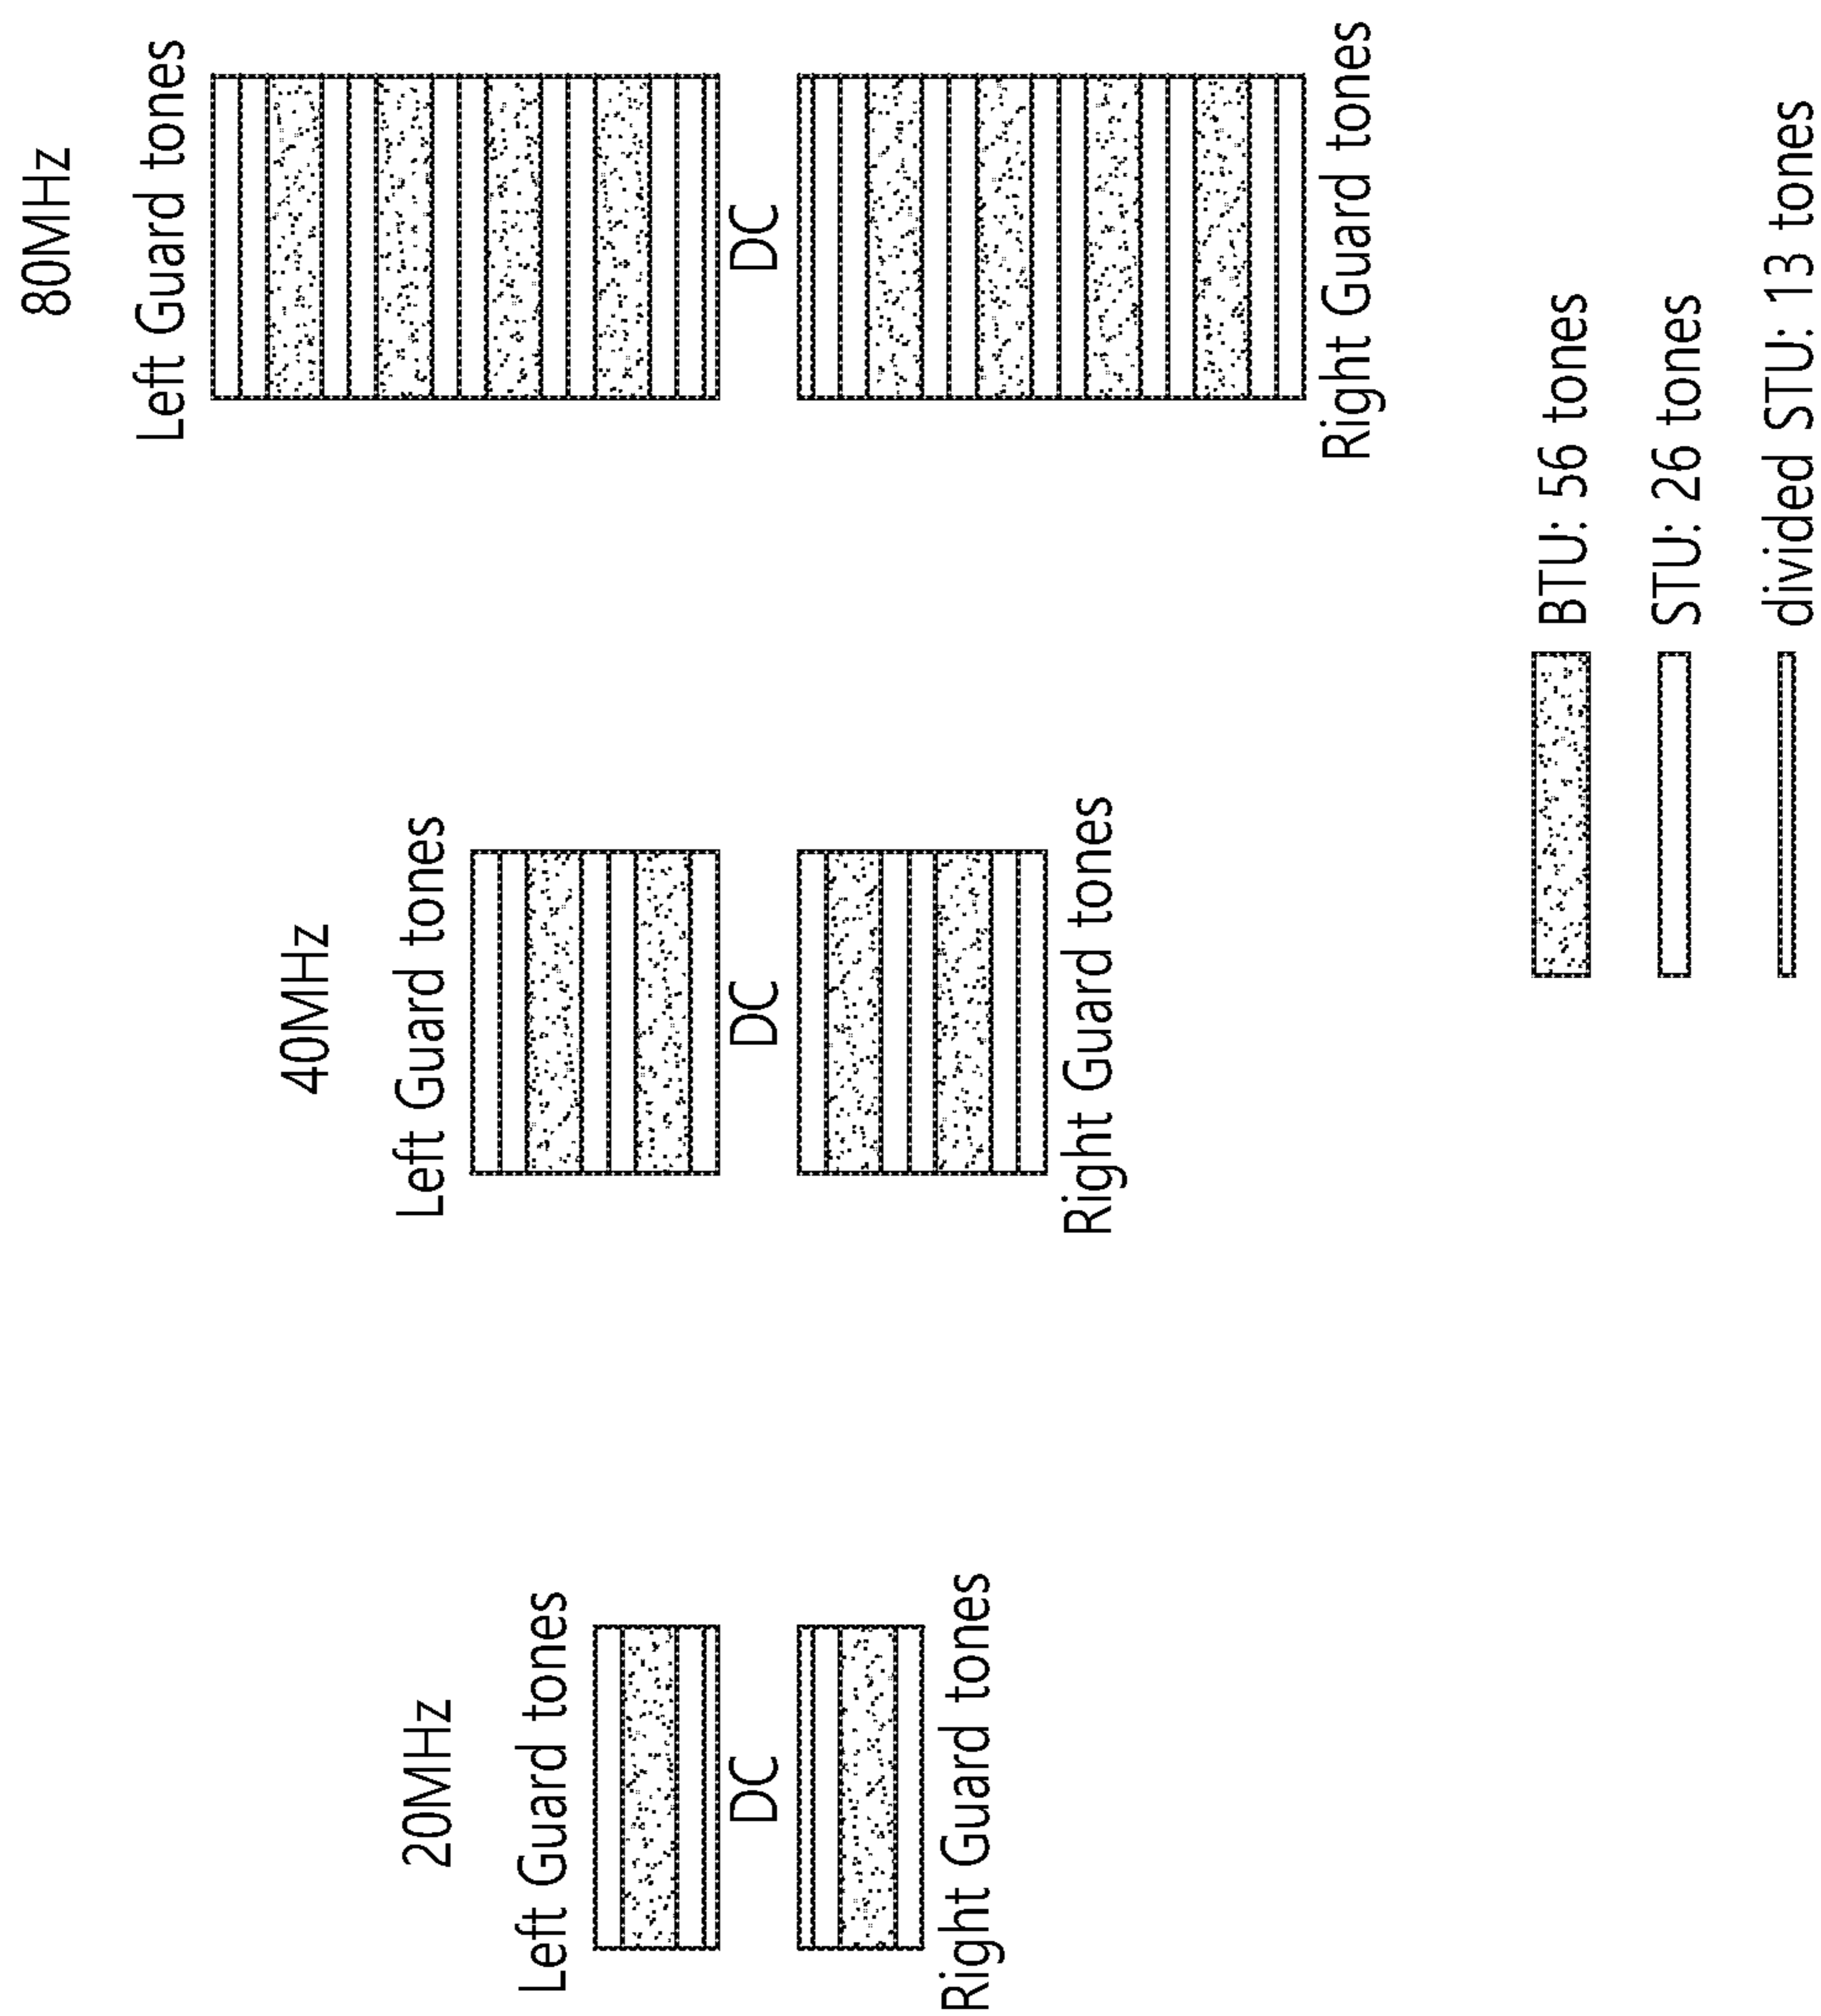 20MHz
Left Guard tones
DC
Right Guard tones
40MHz
Left Guard tones
DC
Right Guard tones
80MHz
Left Guard tones
DC
Right Guard tones
BTU: 56 tones
STU: 26 tones
divided STU: 13 tones